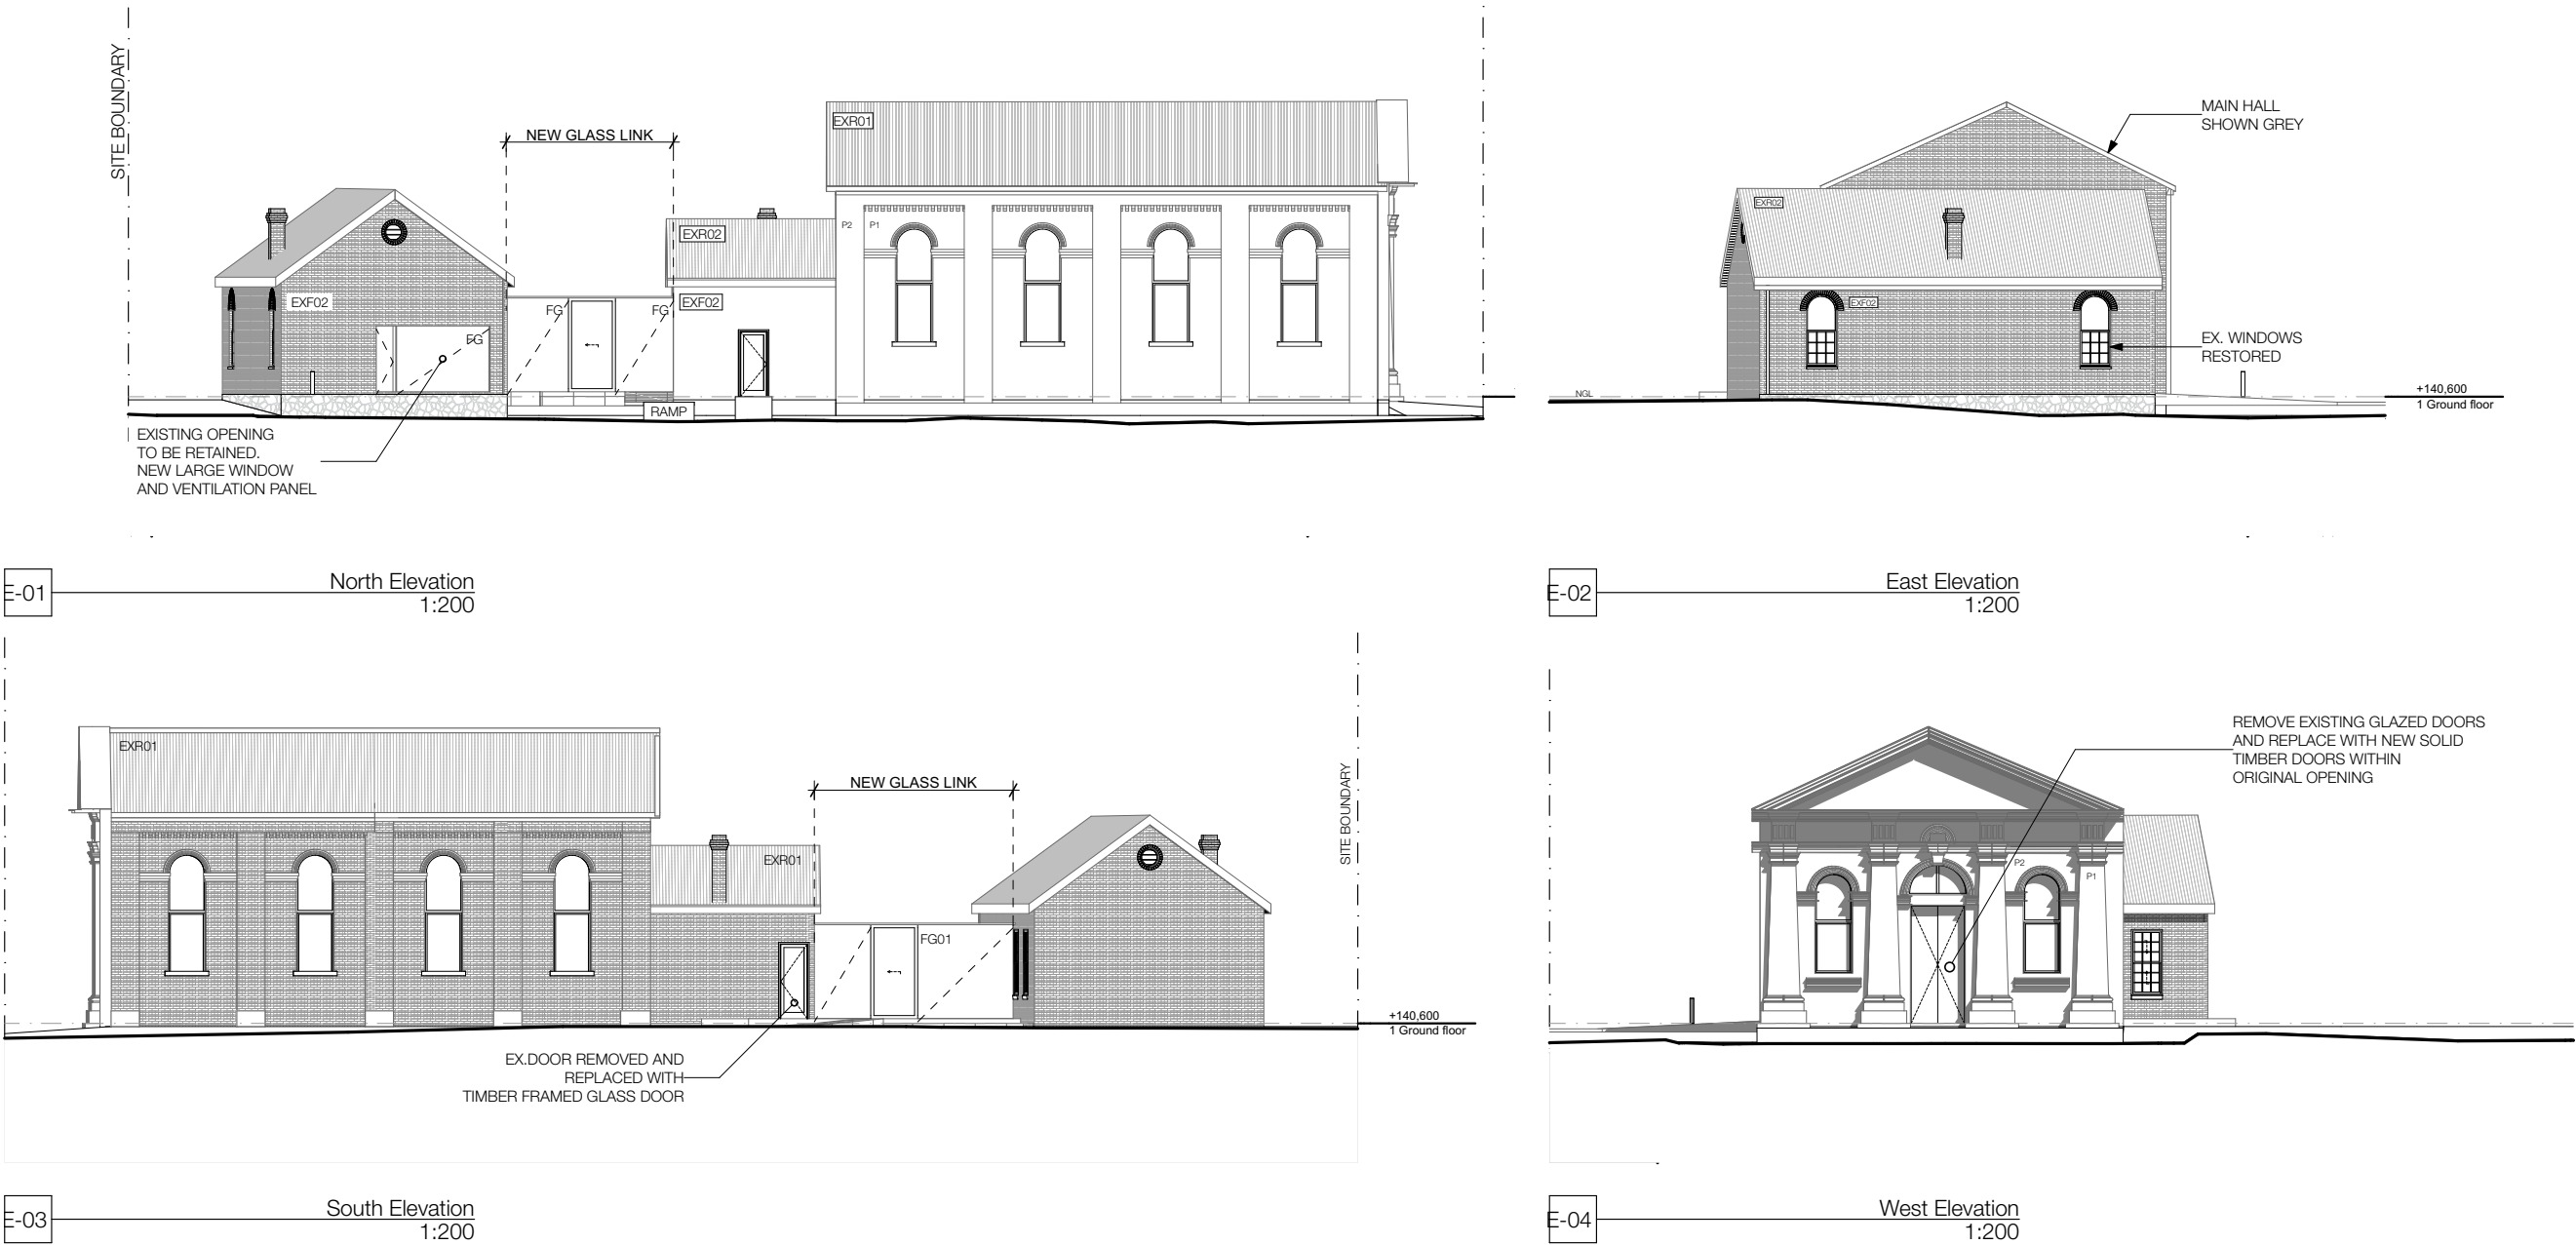 SITE BOUNDARY
NEW GLASS LINK
EXR01
P2
P1
EXR02
EXF02
EXF02
FG
FG
FG
RAMP
EXISTING OPENING
TO BE RETAINED.
NEW LARGE WINDOW
AND VENTILATION PANEL
E-01
North Elevation
1:200
MAIN HALL
SHOWN GREY
EXR02
EXF02
EX. WINDOWS
RESTORED
NGL
+140,600
1 Ground floor
E-02
East Elevation
1:200
EXR01
NEW GLASS LINK
EXR01
FG01
SITE BOUNDARY
+140,600
1 Ground floor
EX.DOOR REMOVED AND
REPLACED WITH
TIMBER FRAMED GLASS DOOR
E-03
South Elevation
1:200
REMOVE EXISTING GLAZED DOORS
AND REPLACE WITH NEW SOLID
TIMBER DOORS WITHIN
ORIGINAL OPENING
P2
P1
E-04
West Elevation
1:200